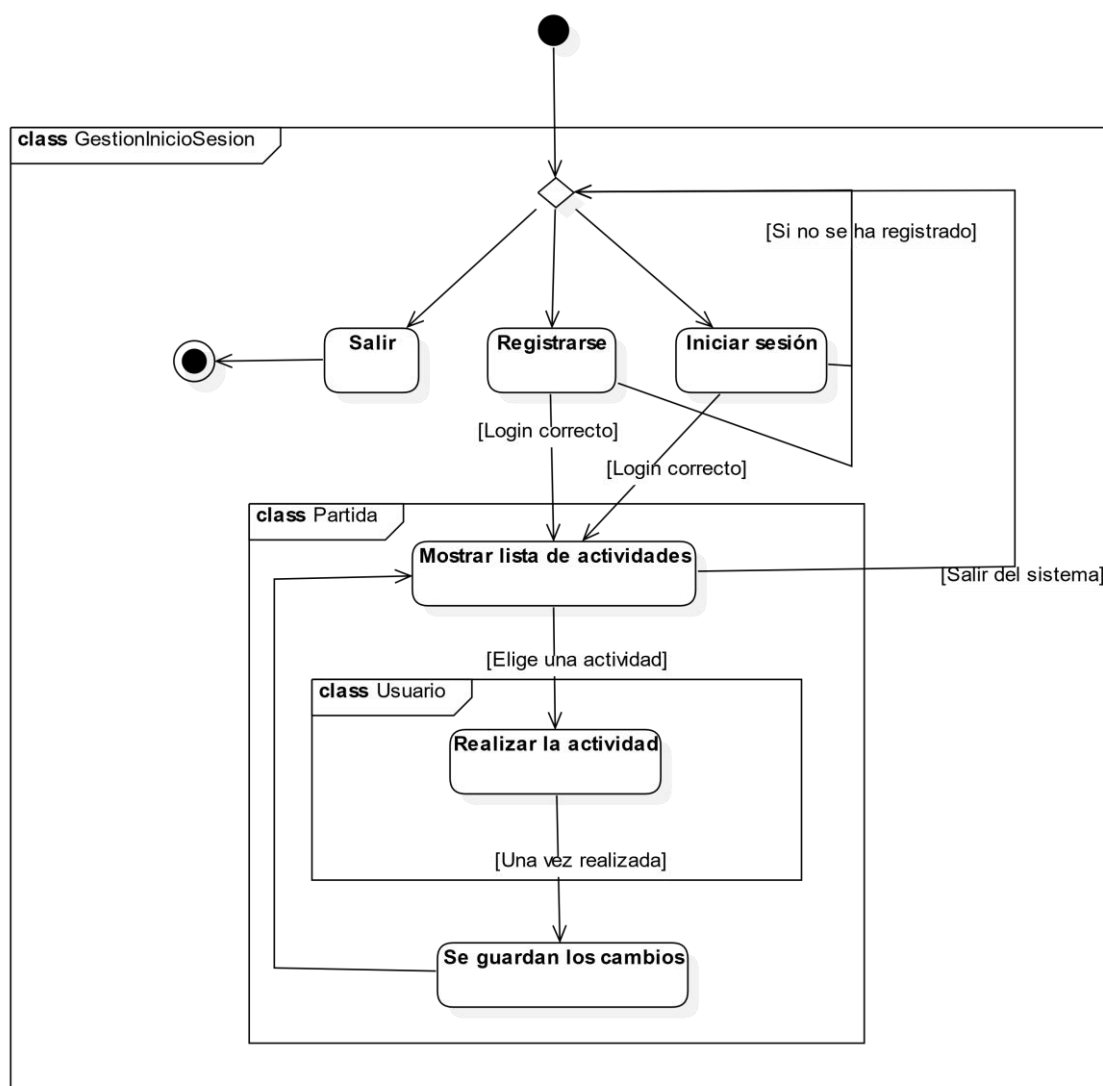 class GestionInicioSesion
[Si no se ha registrado]
Salir
Registrarse
Iniciar sesión
[Login correcto]
[Login correcto]
class Partida
Mostrar lista de actividades
[Salir del sistema]
[Elige una actividad]
class Usuario
Realizar la actividad
[Una vez realizada]
Se guardan los cambios